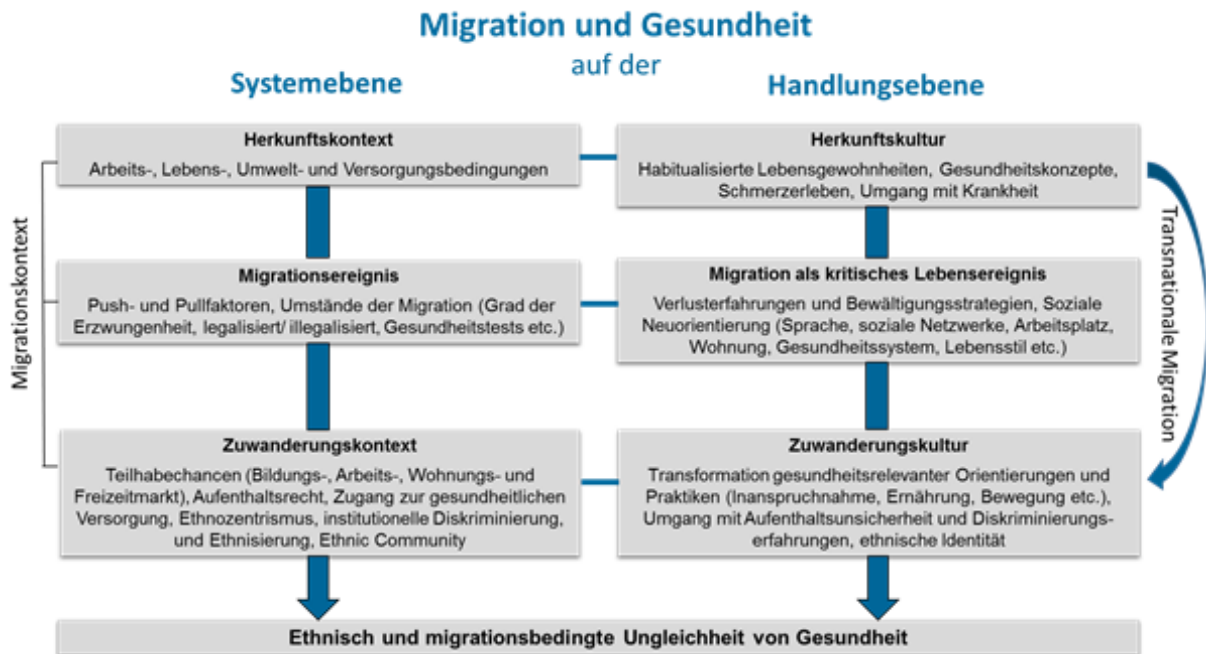 Migration und Gesundheit
auf der
Systemebene
Handlungsebene
Migrationskontext
Herkunftskontext
Arbeits-, Lebens-, Umwelt- und Versorgungsbedingungen
Herkunftskultur
Habitualisierte Lebensgewohnheiten, Gesundheitskonzepte,
Schmerzerleben, Umgang mit Krankheit
Migrationsereignis
Push- und Pullfaktoren, Umstände der Migration (Grad der
Erzwungenheit, legalisiert/ illegalisiert, Gesundheitstests etc.)
Migration als kritisches Lebensereignis
Verlusterfahrungen und Bewältigungsstrategien, Soziale
Neuorientierung (Sprache, soziale Netzwerke, Arbeitsplatz,
Wohnung, Gesundheitssystem, Lebensstil etc.)
Zuwanderungskontext
Teilhabechancen (Bildungs-, Arbeits-, Wohnungs- und
Freizeitmarkt), Aufenthaltsrecht, Zugang zur gesundheitlichen
Versorgung, Ethnozentrismus, institutionelle Diskriminierung,
und Ethnisierung, Ethnic Community
Zuwanderungskultur
Transformation gesundheitsrelevanter Orientierungen und
Praktiken (Inanspruchnahme, Ernährung, Bewegung etc.),
Umgang mit Aufenthaltsunsicherheit und Diskriminierungs-
erfahrungen, ethnische Identität
Transnationale Migration
Ethnisch und migrationsbedingte Ungleichheit von Gesundheit